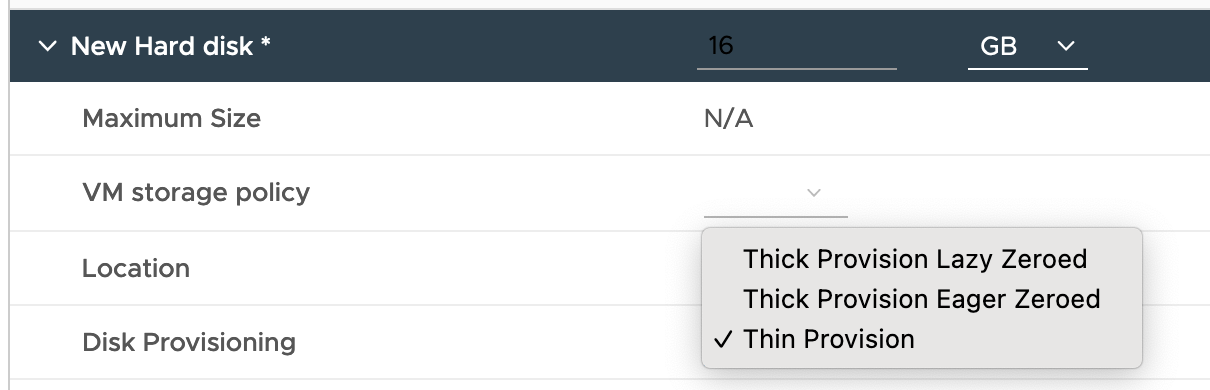 New Hard disk * 16 GB
Maximum Size N/A
VM storage policy
Location
Disk Provisioning
Thick Provision Lazy Zeroed
Thick Provision Eager Zeroed
Thin Provision